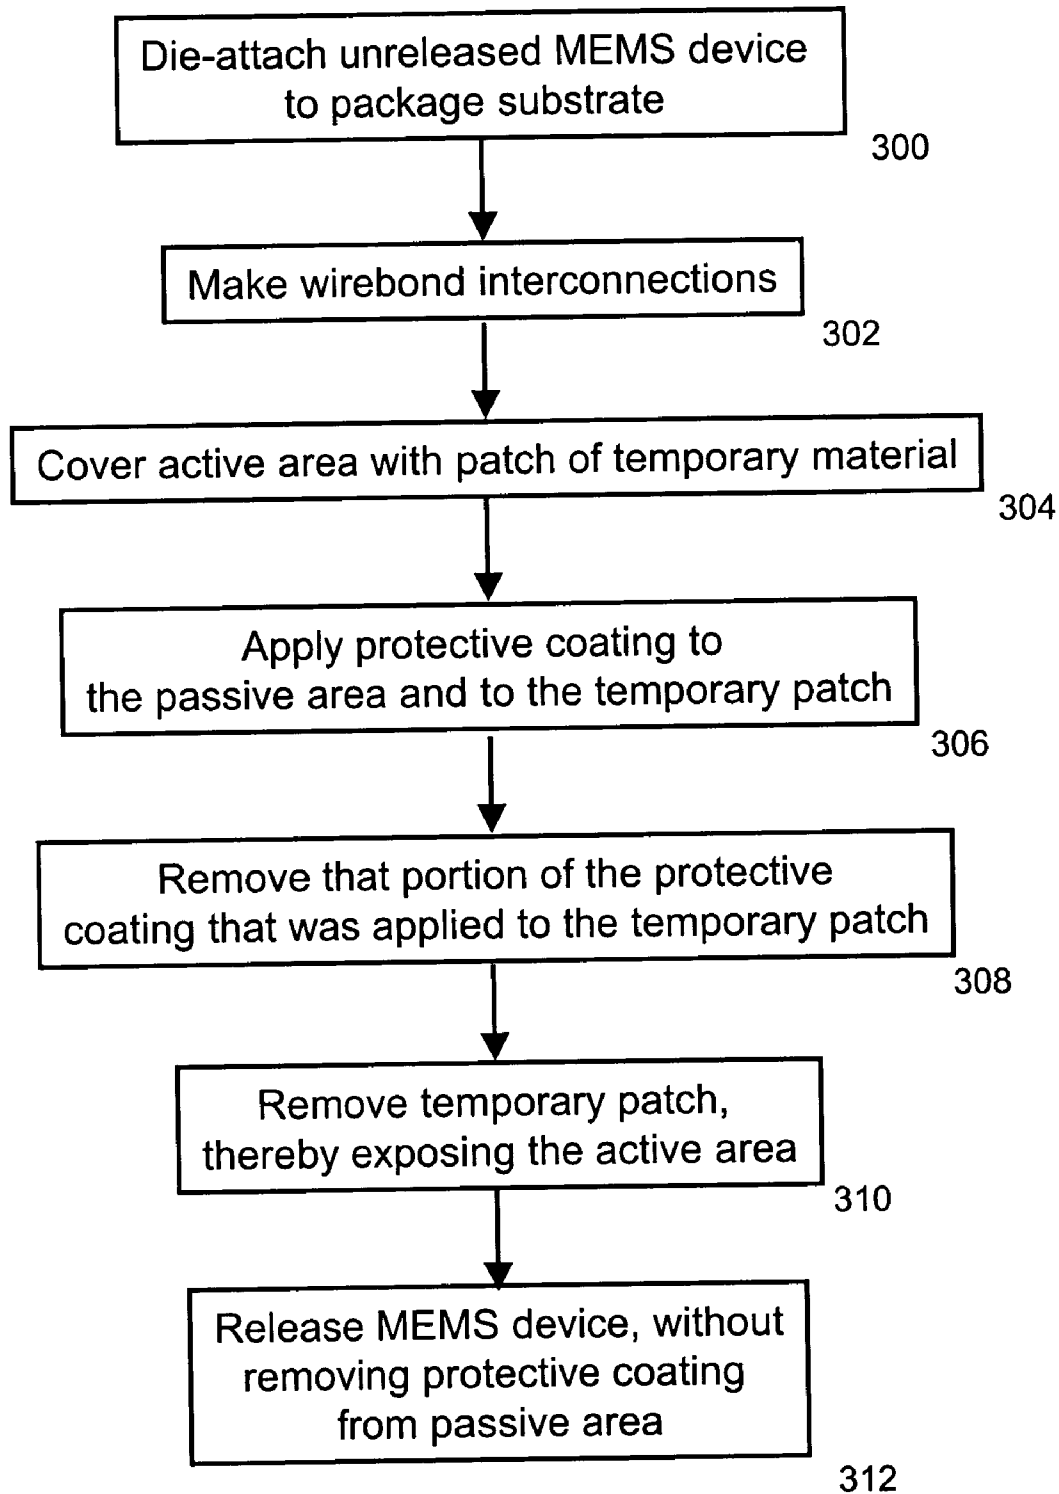 Die-attach unreleased MEMS device
to package substrate
300
Make wirebond interconnections
302
Cover active area with patch of temporary material
304
Apply protective coating to
the passive area and to the temporary patch
306
Remove that portion of the protective
coating that was applied to the temporary patch
308
Remove temporary patch,
thereby exposing the active area
310
Release MEMS device, without
removing protective coating
from passive area
312